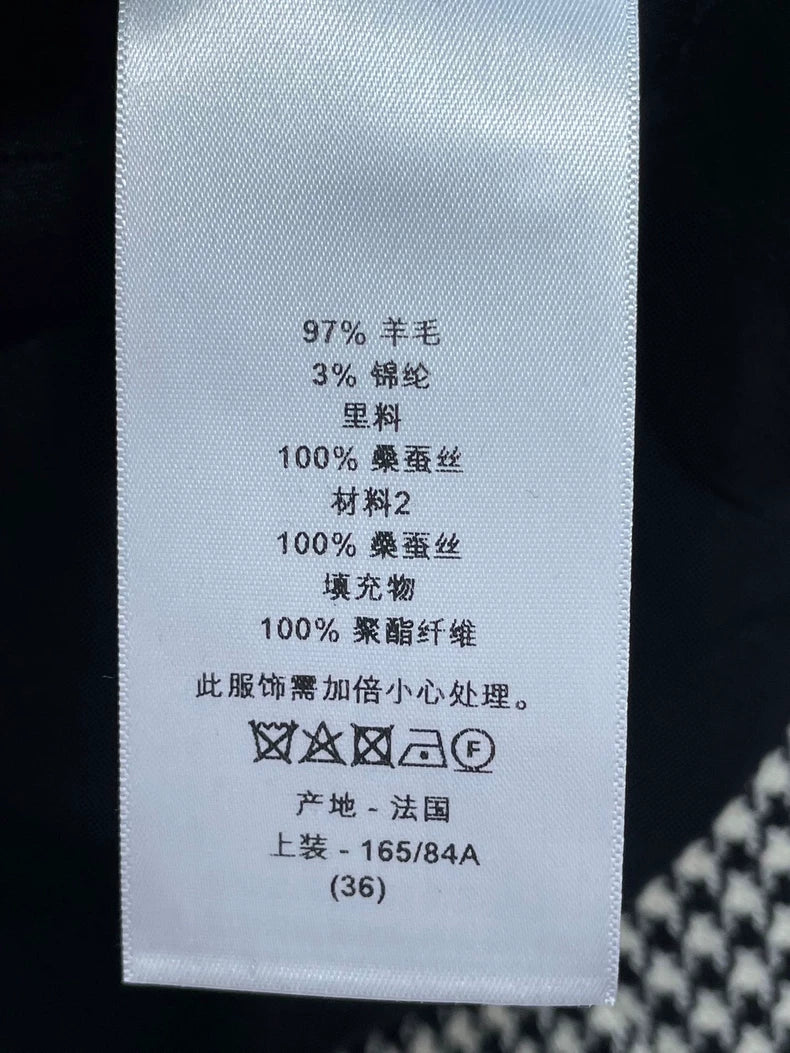 97% 羊毛
3% 锦纶
里料
100% 桑蚕丝
材料2
100% 桑蚕丝
填充物
100% 聚酯纤维
此服饰需加倍小心处理。
F
产地 - 法国
上装 - 165/84A
(36)